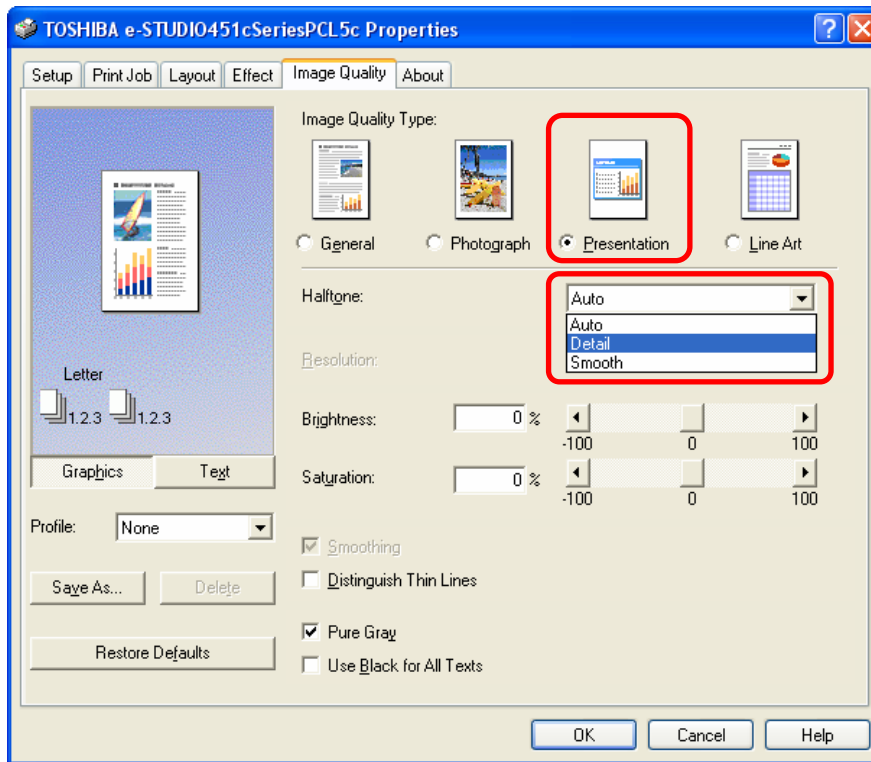 TOSHIBA e-STUDIO451cSeriesPCL5c Properties
Setup Print Job Layout Effect Image Quality About
Image Quality Type:
General Photograph Presentation Line Art
Halftone: Auto
Auto
Detail
Smooth
Resolution:
Letter
1.2.3 1.2.3
Brightness: 0 %
-100 0 100
Graphics Text
Saturation: 0 %
-100 0 100
Profile: None
Smoothing
Save As... Delete
Distinguish Thin Lines
Pure Gray
Restore Defaults
Use Black for All Texts
OK Cancel Help